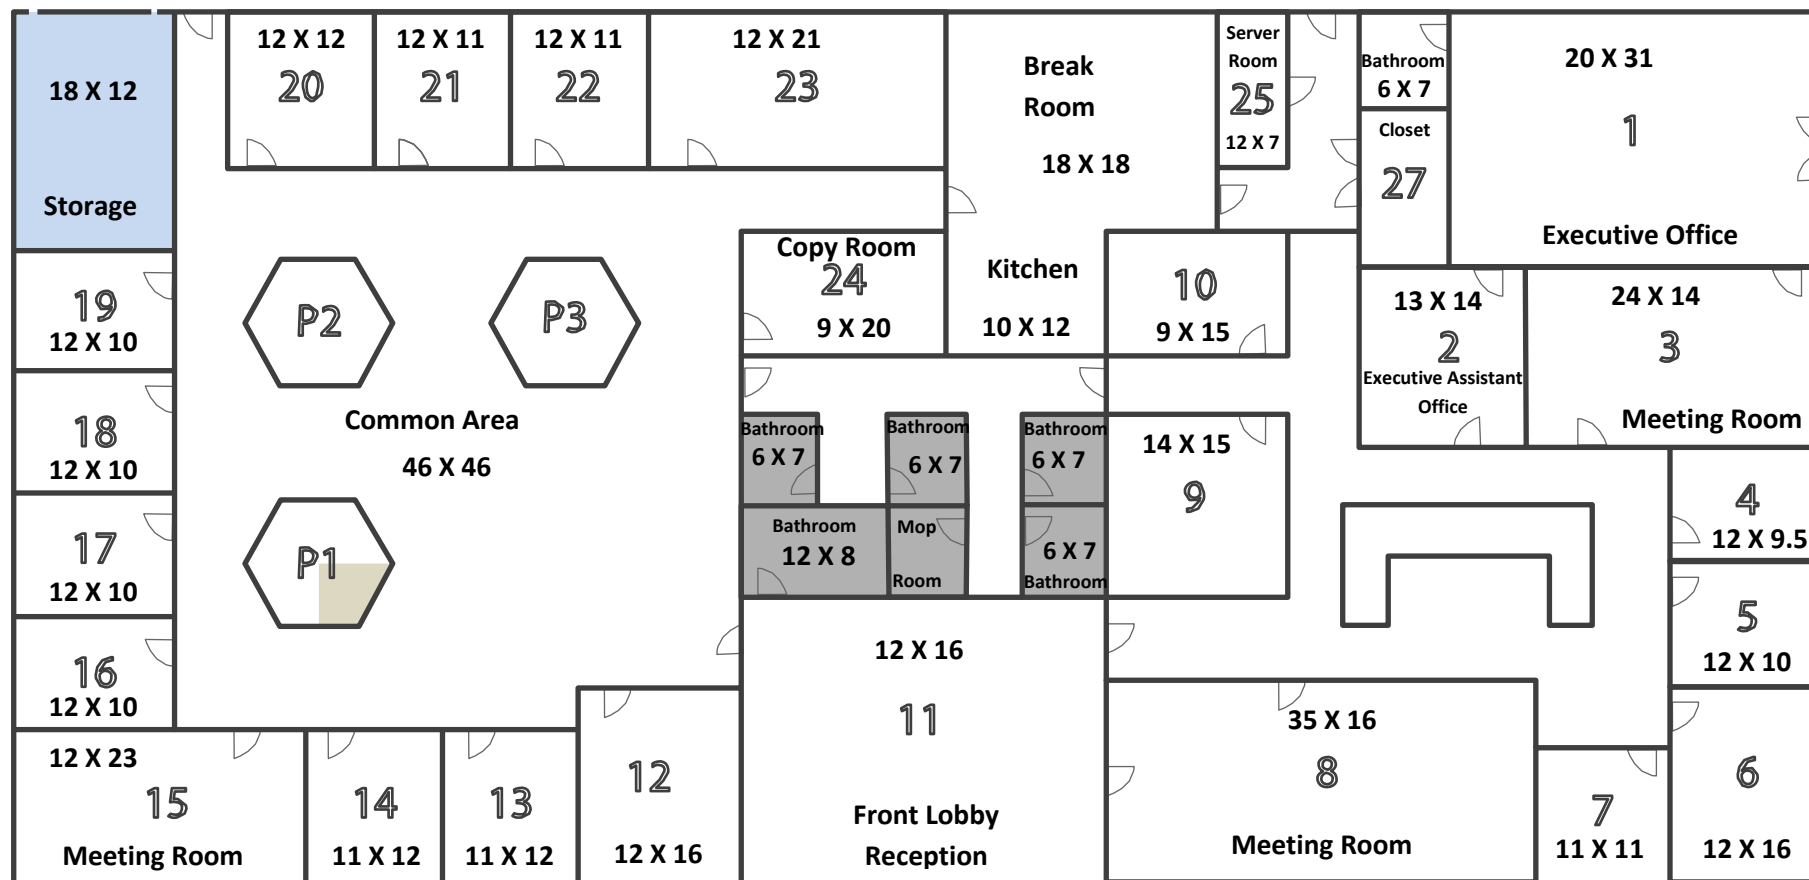 18 X 12
Storage
12 X 12
20
12 X 11
21
12 X 11
22
12 X 21
23
Break
Room
18 X 18
Server
Room
25
12 X 7
Bathroom
6 X 7
Closet
27
20 X 31
1
Executive Office
19
12 X 10
18
12 X 10
17
12 X 10
16
12 X 10
P2
P3
Common Area
46 X 46
P1
Copy Room
24
9 X 20
Kitchen
10 X 12
10
9 X 15
13 X 14
2
Executive Assistant
Office
24 X 14
3
Meeting Room
Bathroom
6 X 7
Bathroom
6 X 7
Bathroom
6 X 7
Bathroom
12 X 8
Mop
Room
6 X 7
Bathroom
14 X 15
9
4
12 X 9.5
5
12 X 10
6
12 X 16
12 X 23
15
Meeting Room
14
11 X 12
13
11 X 12
12
12 X 16
12 X 16
11
Front Lobby
Reception
35 X 16
8
Meeting Room
7
11 X 11